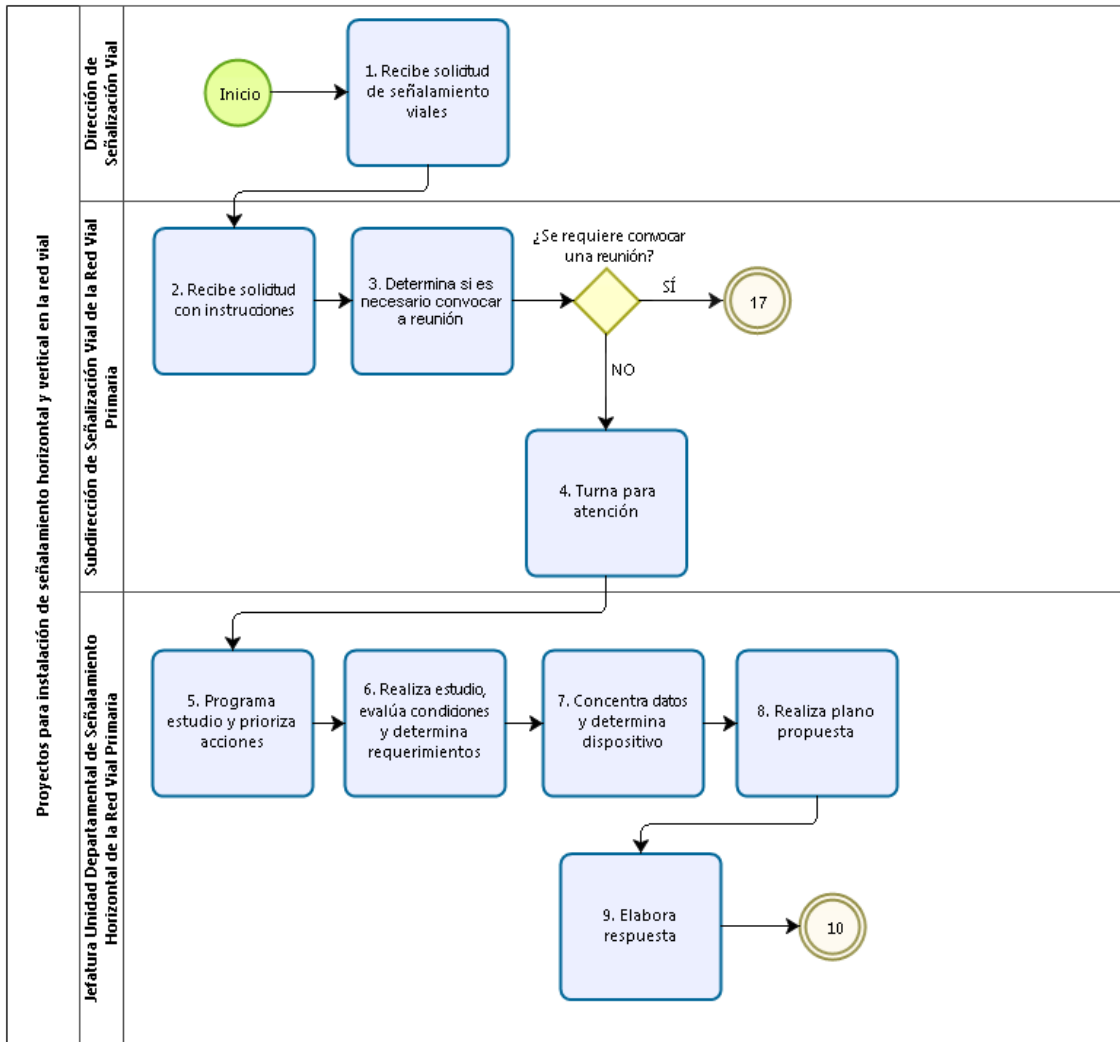 Proyectos para instalación de señalamiento horizontal y vertical en la red vial
Dirección de
Señalización Vial
Inicio
1. Recibe solicitud
de señalamiento
viales
Subdirección de Señalización Vial de la Red Vial
Primaria
2. Recibe solicitud
con instrucciones
3. Determina si es
necesario convocar
a reunión
¿Se requiere convocar
una reunión?
SÍ
17
NO
4. Turna para
atención
Jefatura Unidad Departamental de Señalamiento
Horizontal de la Red Vial Primaria
5. Programa
estudio y prioriza
acciones
6. Realiza estudio,
evalúa condiciones
y determina
requerimientos
7. Concentra datos
y determina
dispositivo
8. Realiza plano
propuesta
9. Elabora
respuesta
10